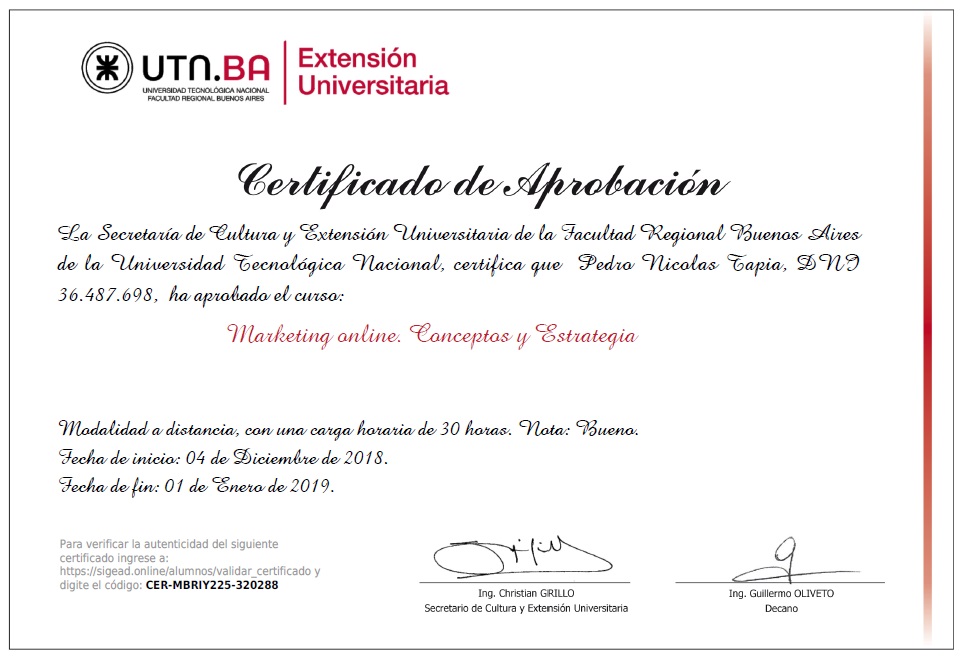 UTN.BA
UNIVERSIDAD TECNOLÓGICA NACIONAL
FACULTAD REGIONAL BUENOS AIRES
Extensión
Universitaria
Certificado de Aprobación
La Secretaría de Cultura y Extensión Universitaria de la Facultad Regional Buenos Aires
de la Universidad Tecnológica Nacional, certifica que Pedro Nicolas Tapia, DNI
36.487.698, ha aprobado el curso:
Marketing online. Conceptos y Estrategia
Modalidad a distancia, con una carga horaria de 30 horas. Nota: Bueno.
Fecha de inicio: 04 de Diciembre de 2018.
Fecha de fin: 01 de Enero de 2019.
Para verificar la autenticidad del siguiente
certificado ingrese a:
https://sigead.online/alumnos/validar_certificado y
digite el código: CER-MBRIY225-320288
Ing. Christian GRILLO
Secretario de Cultura y Extensión Universitaria
Ing. Guillermo OLIVETO
Decano